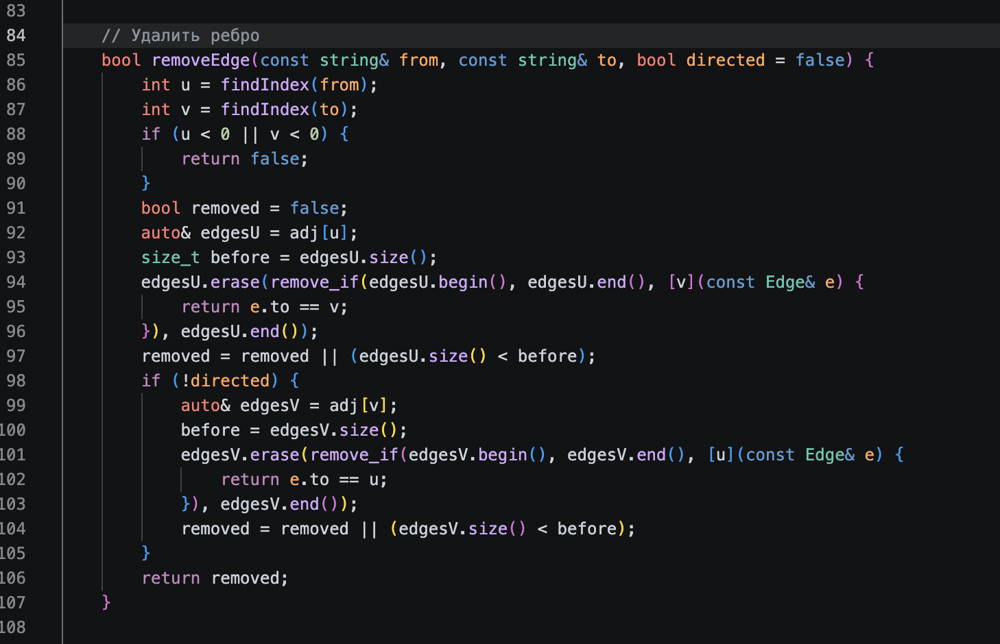 83
84 // Удалить ребро
85 bool removeEdge(const string& from, const string& to, bool directed = false) {
86 int u = findIndex(from);
87 int v = findIndex(to);
88 if (u < 0 || v < 0) {
89 return false;
90 }
91 bool removed = false;
92 auto& edgesU = adj[u];
93 size_t before = edgesU.size();
94 edgesU.erase(remove_if(edgesU.begin(), edgesU.end(), [v](const Edge& e) {
95 return e.to == v;
96 }), edgesU.end());
97 removed = removed || (edgesU.size() < before);
98 if (!directed) {
99 auto& edgesV = adj[v];
100 before = edgesV.size();
101 edgesV.erase(remove_if(edgesV.begin(), edgesV.end(), [u](const Edge& e) {
102 return e.to == u;
103 }), edgesV.end());
104 removed = removed || (edgesV.size() < before);
105 }
106 return removed;
107 }
108